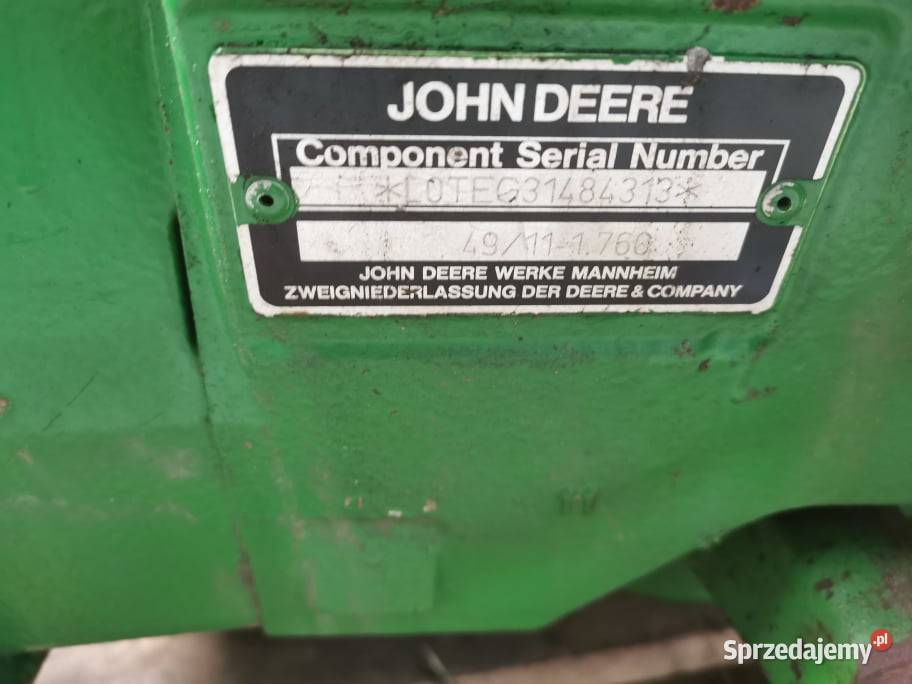 JOHN DEERE
Component Serial Number
*L0TEG31484313*
49/11-1.760
JOHN DEERE WERKE MANNHEIM
ZWEIGNIEDERLASSUNG DER DEERE & COMPANY
Sprzedajemy.pl